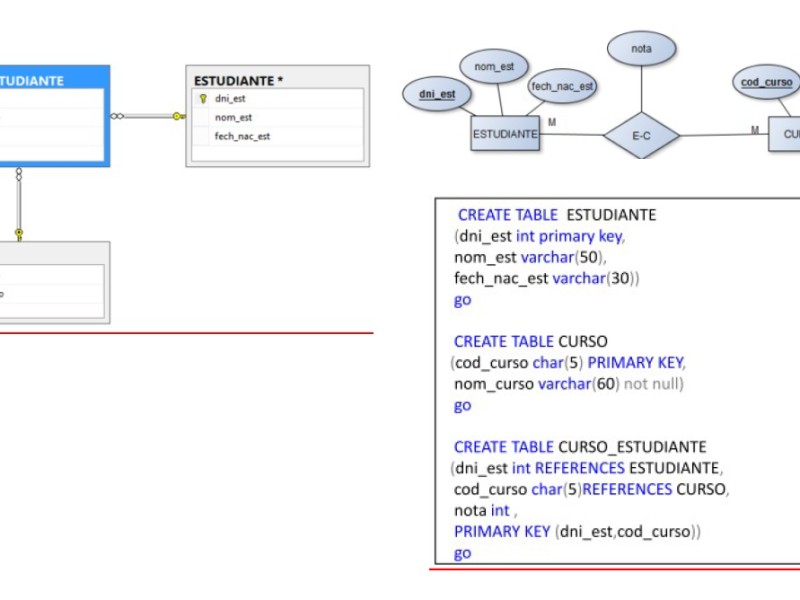 TUDIANTE
ESTUDIANTE *
dni_est
nom_est
fech_nac_est
nota
nom_est
dni_est
fech_nac_est
cod_curso
M
M
ESTUDIANTE
E-C
CU
CREATE TABLE ESTUDIANTE
(dni_est int primary key,
nom_est varchar(50),
fech_nac_est varchar(30))
go
CREATE TABLE CURSO
(cod_curso char(5) PRIMARY KEY,
nom_curso varchar(60) not null)
go
CREATE TABLE CURSO_ESTUDIANTE
(dni_est int REFERENCES ESTUDIANTE,
cod_curso char(5)REFERENCES CURSO,
nota int ,
PRIMARY KEY (dni_est,cod_curso))
go